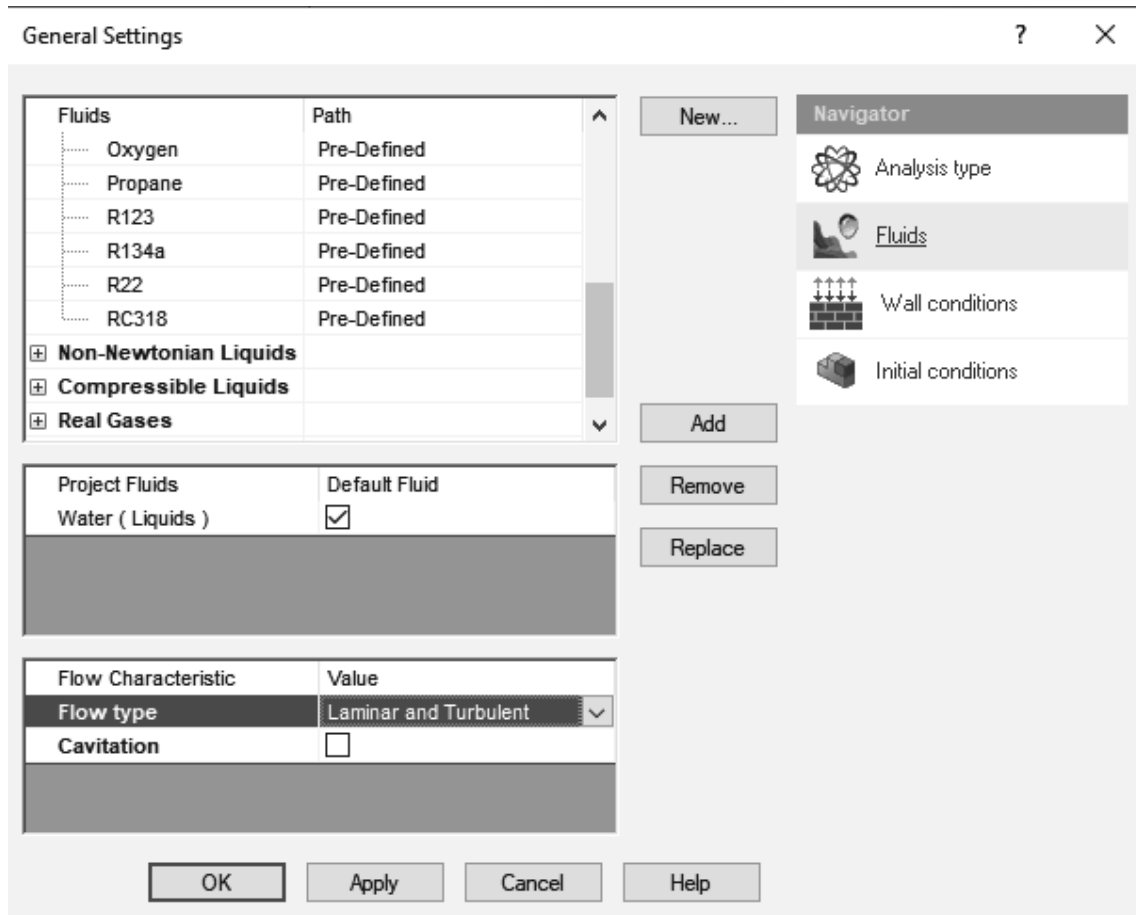 General Settings ? ×
Fluids Path
Oxygen Pre-Defined
Propane Pre-Defined
R123 Pre-Defined
R134a Pre-Defined
R22 Pre-Defined
RC318 Pre-Defined
Non-Newtonian Liquids
Compressible Liquids
Real Gases
New...
Add
Remove
Replace
Project Fluids Default Fluid
Water ( Liquids )
Flow Characteristic Value
Flow type Laminar and Turbulent
Cavitation
OK Apply Cancel Help
Navigator
Analysis type
Fluids
Wall conditions
Initial conditions